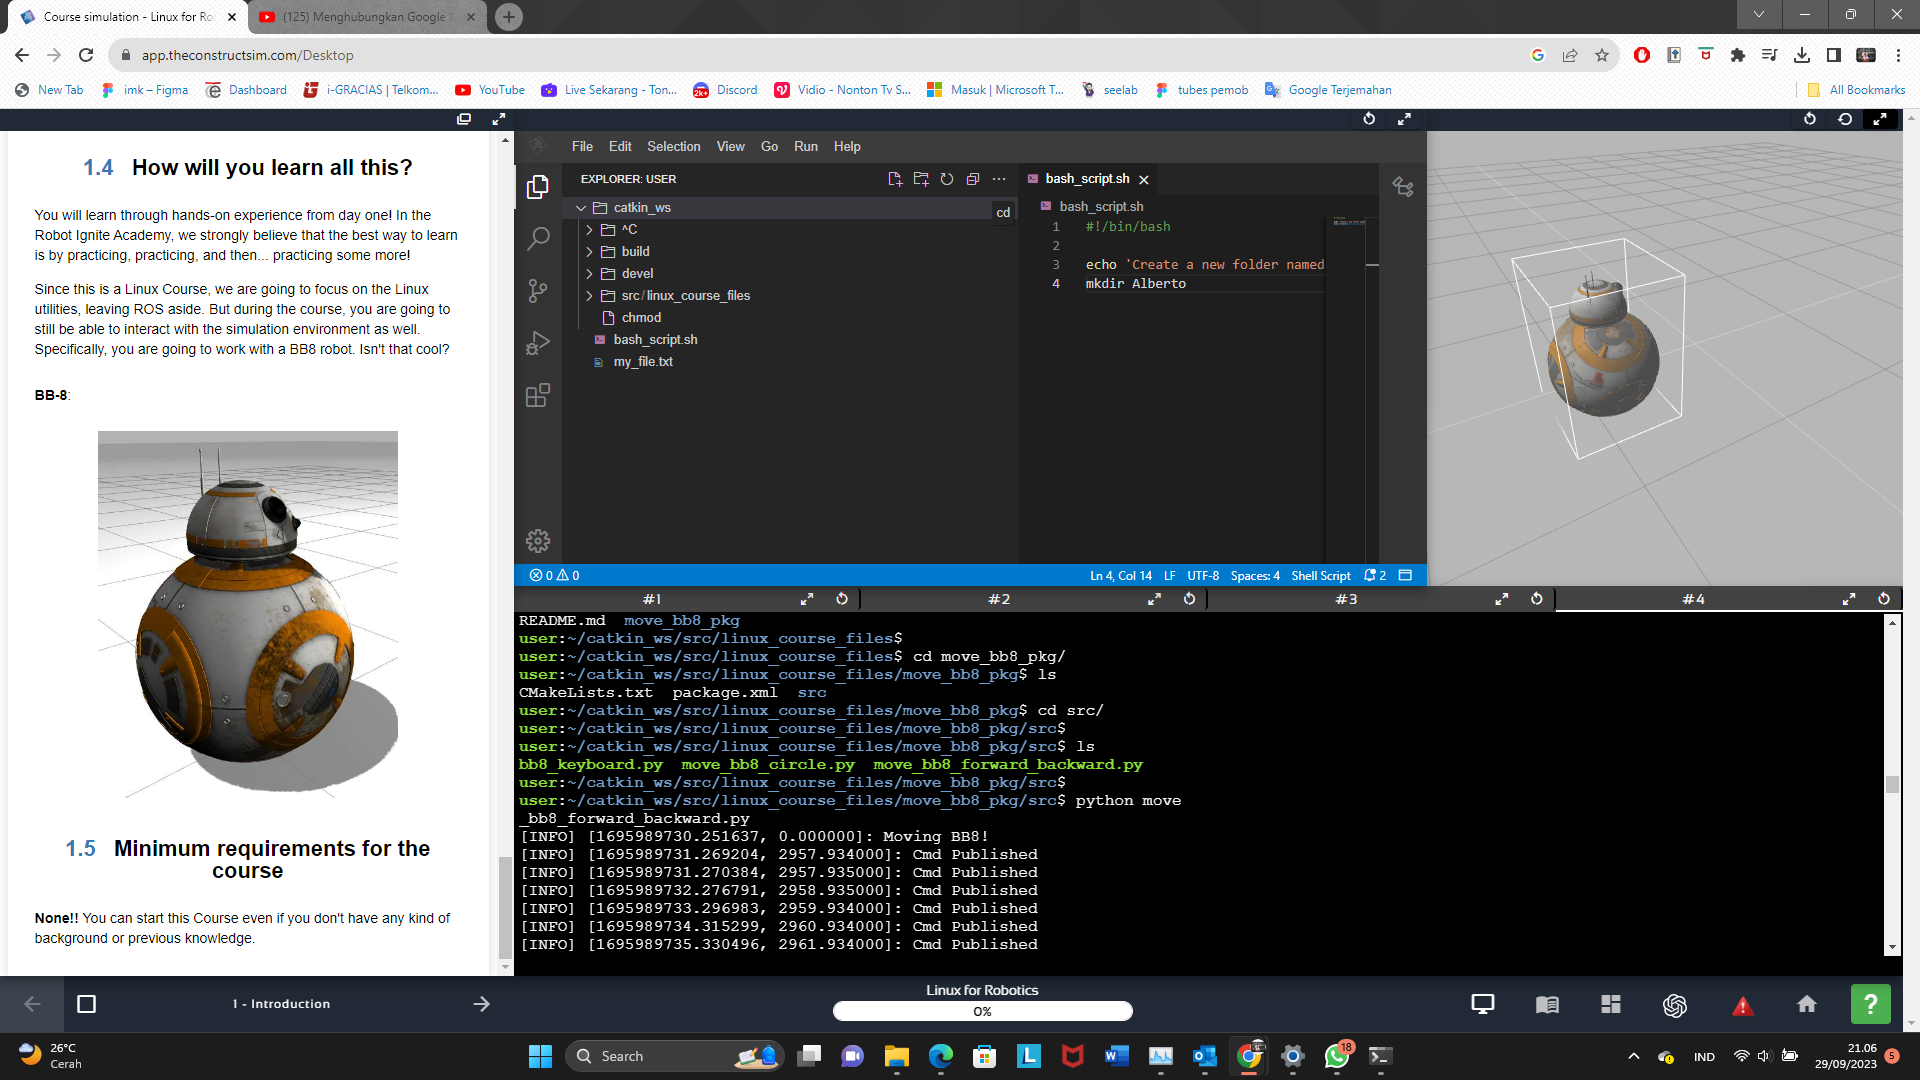 Course simulation - Linux for Ro
(125) Menghubungkan Google
app.theconstructsim.com/Desktop
New Tab
imk – Figma
Dashboard
i-GRACIAS | Telkom...
YouTube
Live Sekarang - Ton...
Discord
Vidio - Nonton Tv S...
Masuk | Microsoft T...
seelab
tubes pemob
Google Terjemahan
All Bookmarks
1.4 How will you learn all this?
You will learn through hands-on experience from day one! In the
Robot Ignite Academy, we strongly believe that the best way to learn
is by practicing, practicing, and then... practicing some more!
Since this is a Linux Course, we are going to focus on the Linux
utilities, leaving ROS aside. But during the course, you are going to
still be able to interact with the simulation environment as well.
Specifically, you are going to work with a BB8 robot. Isn't that cool?
BB-8:
1.5 Minimum requirements for the
course
None!! You can start this Course even if you don't have any kind of
background or previous knowledge.
File Edit Selection View Go Run Help
EXPLORER: USER
catkin_ws
cd
^C
build
devel
src/linux_course_files
chmod
bash_script.sh
my_file.txt
bash_script.sh
bash_script.sh
1 #!/bin/bash
2
3 echo 'Create a new folder named
4 mkdir Alberto
0 0
Ln 4, Col 14 LF UTF-8 Spaces: 4 Shell Script 2
#1 #2 #3 #4
README.md move_bb8_pkg
user:~/catkin_ws/src/linux_course_files$
user:~/catkin_ws/src/linux_course_files$ cd move_bb8_pkg/
user:~/catkin_ws/src/linux_course_files/move_bb8_pkg$ ls
CMakeLists.txt package.xml src
user:~/catkin_ws/src/linux_course_files/move_bb8_pkg$ cd src/
user:~/catkin_ws/src/linux_course_files/move_bb8_pkg/src$
user:~/catkin_ws/src/linux_course_files/move_bb8_pkg/src$ ls
bb8_keyboard.py move_bb8_circle.py move_bb8_forward_backward.py
user:~/catkin_ws/src/linux_course_files/move_bb8_pkg/src$
user:~/catkin_ws/src/linux_course_files/move_bb8_pkg/src$ python move
_bb8_forward_backward.py
[INFO] [1695989730.251637, 0.000000]: Moving BB8!
[INFO] [1695989731.269204, 2957.934000]: Cmd Published
[INFO] [1695989731.270384, 2957.935000]: Cmd Published
[INFO] [1695989732.276791, 2958.935000]: Cmd Published
[INFO] [1695989733.296983, 2959.934000]: Cmd Published
[INFO] [1695989734.315299, 2960.934000]: Cmd Published
[INFO] [1695989735.330496, 2961.934000]: Cmd Published
1 - Introduction
Linux for Robotics
0%
?
26°C
Cerah
Search
18
IND
21.06
29/09/2023
5